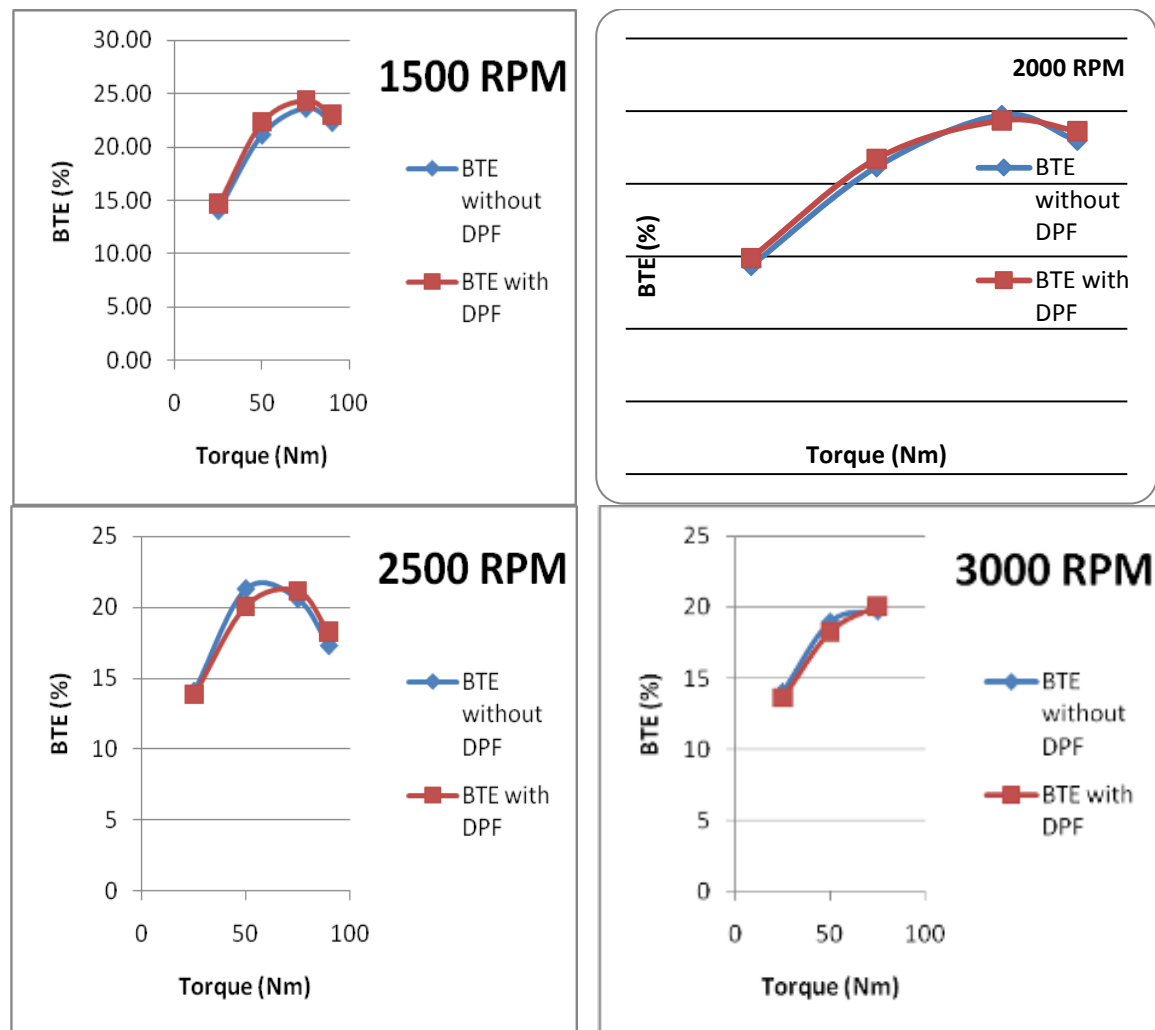 30.00
25.00
20.00
15.00
10.00
5.00
0.00
BTE (%)
0 50 100
Torque (Nm)
1500 RPM
BTE
without
DPF
BTE with
DPF
2000 RPM
BTE (%)
Torque (Nm)
BTE
without
DPF
BTE with
DPF
25
20
15
10
5
0
BTE (%)
0 50 100
Torque (Nm)
2500 RPM
BTE
without
DPF
BTE with
DPF
25
20
15
10
5
0
BTE (%)
0 50 100
Torque (Nm)
3000 RPM
BTE
without
DPF
BTE with
DPF